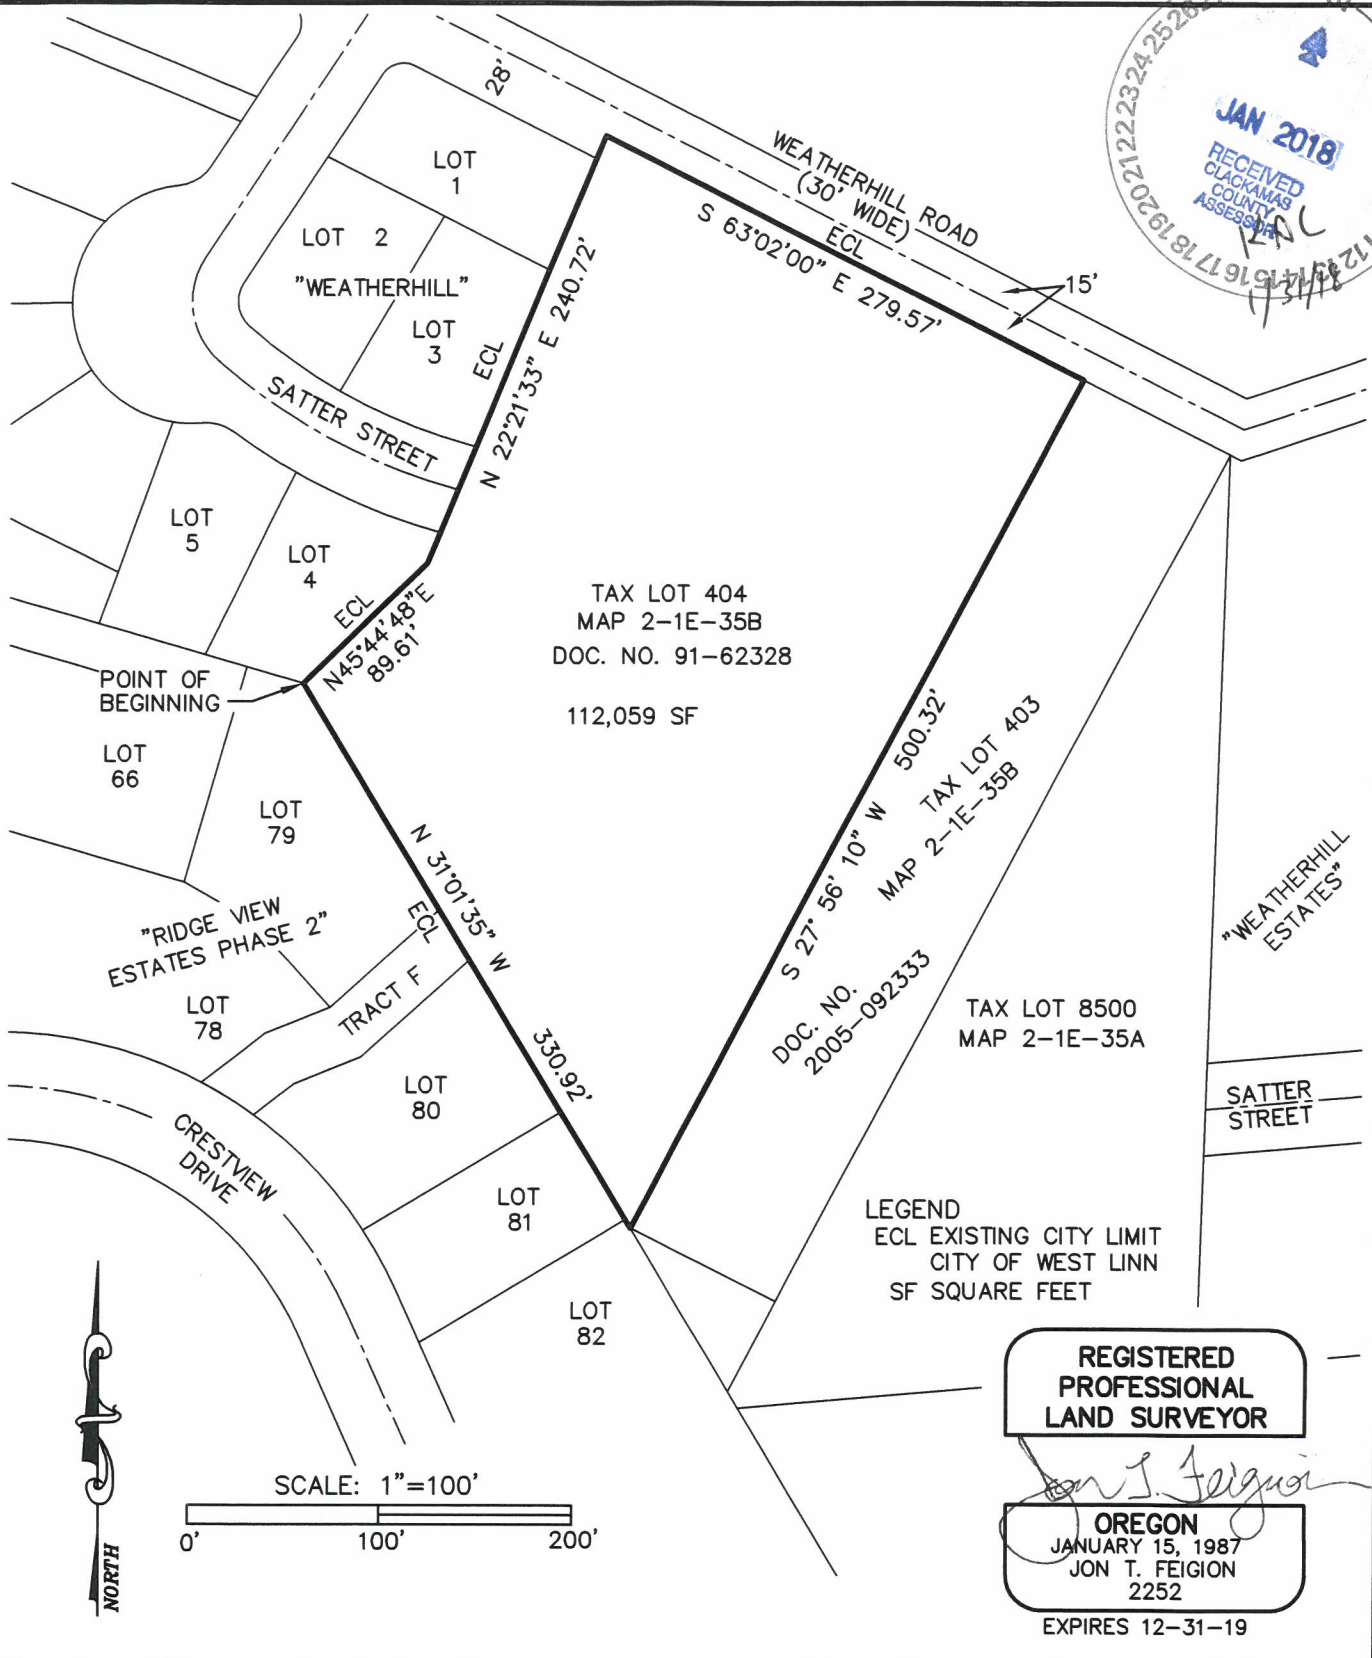 28'
WEATHERHILL ROAD
(30' WIDE)
ECL
S 63°02'00" E 279.57'
15'
JAN 2018
RECEIVED
CLACKAMAS
COUNTY
ASSESSOR
1/31/18
LOT
1
LOT 2
"WEATHERHILL"
LOT
3
ECL
N 22°21'33" E 240.72'
SATTER STREET
LOT
5
LOT
4
ECL
N45°44'48"E
89.61'
POINT OF
BEGINNING
TAX LOT 404
MAP 2-1E-35B
DOC. NO. 91-62328
112,059 SF
LOT
66
LOT
79
N 31°01'35" W
330.92'
ECL
S 27° 56' 10" W 500.32'
TAX LOT 403
MAP 2-1E-35B
DOC. NO.
2005-092333
"RIDGE VIEW
ESTATES PHASE 2"
LOT
78
TRACT F
LOT
80
LOT
81
LOT
82
CRESTVIEW
DRIVE
TAX LOT 8500
MAP 2-1E-35A
"WEATHERHILL
ESTATES"
SATTER
STREET
LEGEND
ECL EXISTING CITY LIMIT
CITY OF WEST LINN
SF SQUARE FEET
NORTH
SCALE: 1"=100'
0' 100' 200'
REGISTERED
PROFESSIONAL
LAND SURVEYOR
Jon T. Feigion
OREGON
JANUARY 15, 1987
JON T. FEIGION
2252
EXPIRES 12-31-19